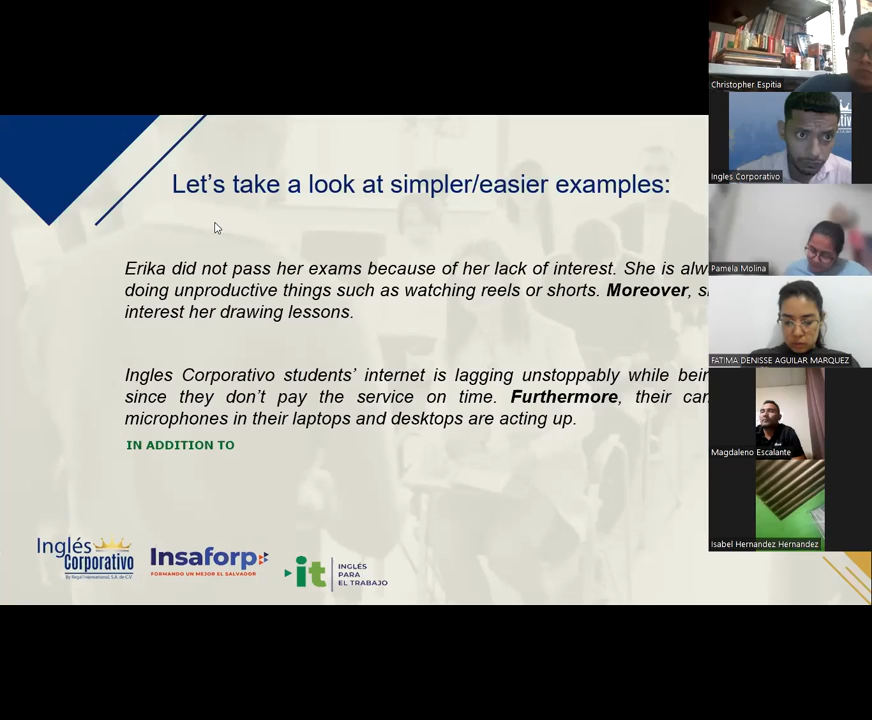 Let's take a look at simpler/easier examples:
Erika did not pass her exams because of her lack of interest. She is
doing unproductive things such as watching reels or shorts. Moreover,
interest her drawing lessons.
Ingles Corporativo students' internet is lagging unstoppably while
since they don't pay the service on time. Furthermore, their
microphones in their laptops and desktops are acting up.
IN ADDITION TO
Inglés
Corporativo
By Regal International, S.A. de C.V.
Insaforp
FORMANDO UN MEJOR EL SALVADOR
it
INGLÉS
PARA
EL TRABAJO
Christopher Espitia
Ingles Corporativo
Pamela Molina
FATIMA DENISSE AGUILAR MARQUEZ
Magdaleno Escalante
Isabel Hernandez Hernandez